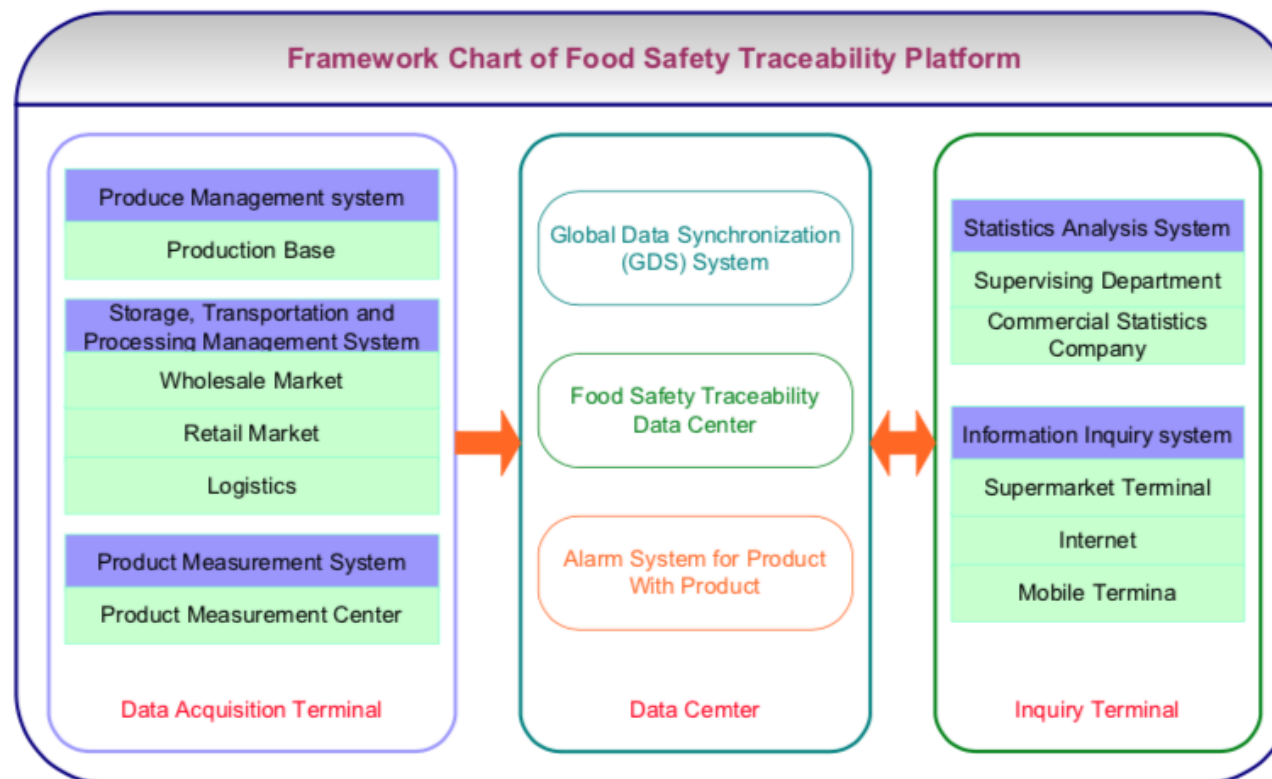 Framework Chart of Food Safety Traceability Platform
Produce Management system
Production Base
Storage, Transportation and
Processing Management System
Wholesale Market
Retail Market
Logistics
Product Measurement System
Product Measurement Center
Data Acquisition Terminal
Global Data Synchronization
(GDS) System
Food Safety Traceability
Data Center
Alarm System for Product
With Product
Data Cemter
Statistics Analysis System
Supervising Department
Commercial Statistics
Company
Information Inquiry system
Supermarket Terminal
Internet
Mobile Termina
Inquiry Terminal